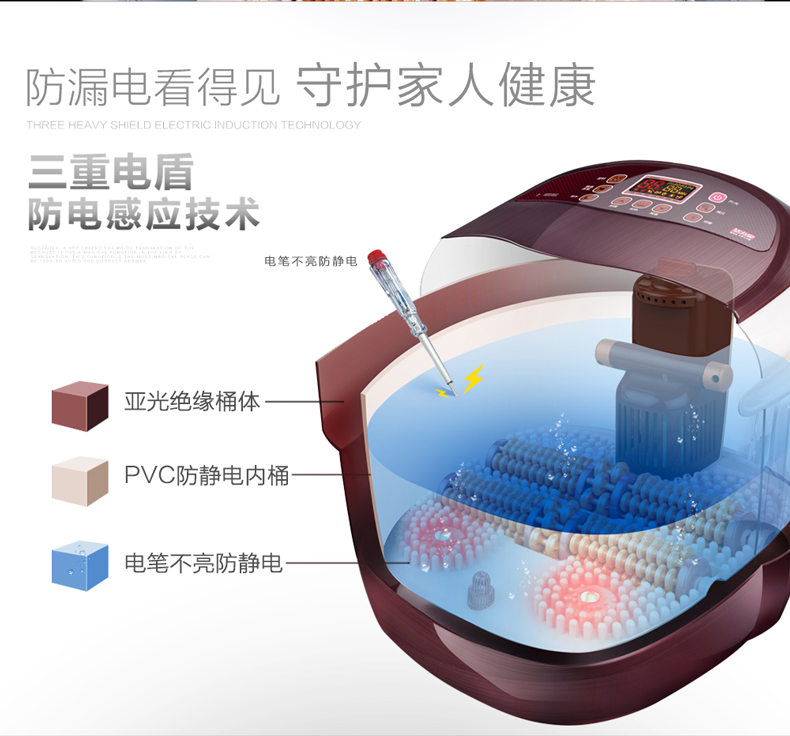 防漏电看得见 守护家人健康
THREE HEAVY SHIELD ELECTRIC INDUCTION TECHNOLOGY
三重电盾
防电感应技术
电笔不亮防静电
亚光绝缘桶体
PVC防静电内桶
电笔不亮防静电